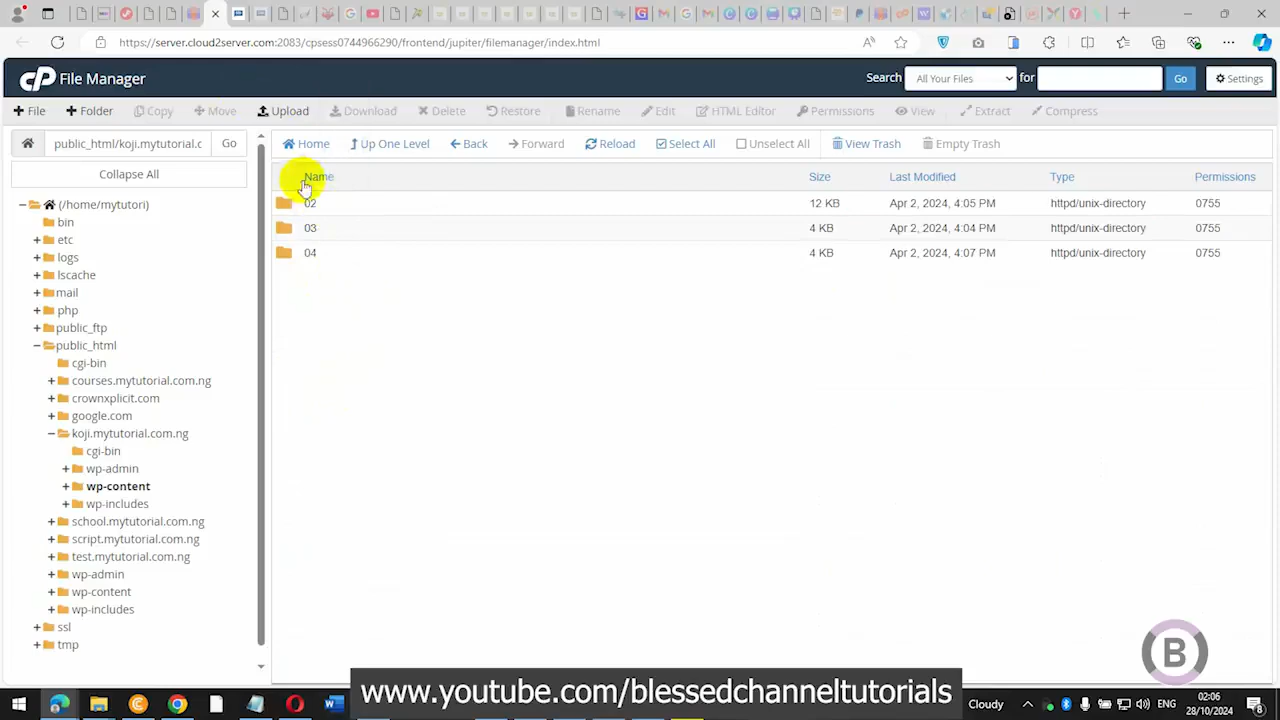 https://server.cloud2server.com:2083/cpsess0744966290/frontend/jupiter/filemanager/index.html
cP File Manager
Search All Your Files for Go Settings
File Folder Copy Move Upload Download Delete Restore Rename Edit HTML Editor Permissions View Extract Compress
public_html/koji.mytutorial.c Go Home Up One Level Back Forward Reload Select All Unselect All View Trash Empty Trash
Collapse All
Name Size Last Modified Type Permissions
02 12 KB Apr 2, 2024, 4:05 PM httpd/unix-directory 0755
03 4 KB Apr 2, 2024, 4:04 PM httpd/unix-directory 0755
04 4 KB Apr 2, 2024, 4:07 PM httpd/unix-directory 0755
(/home/mytutori)
bin
etc
logs
lscache
mail
php
public_ftp
public_html
cgi-bin
courses.mytutorial.com.ng
crownxplicit.com
google.com
koji.mytutorial.com.ng
cgi-bin
wp-admin
wp-content
wp-includes
school.mytutorial.com.ng
script.mytutorial.com.ng
test.mytutorial.com.ng
wp-admin
wp-content
wp-includes
ssl
tmp
B
www.youtube.com/blessedchanneltutorials
Cloudy ENG 02:06
28/10/2024